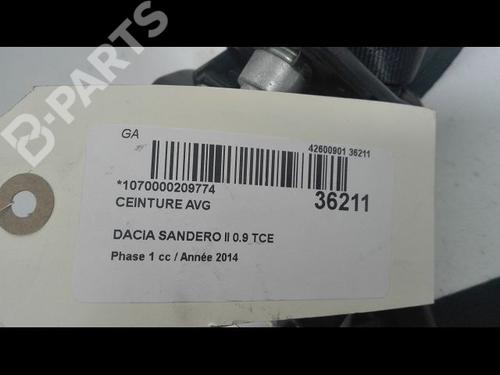 B-PARTS
GA
42600901 36211
*1070000209774
36211
CEINTURE AVG
DACIA SANDERO II 0.9 TCE
Phase 1 cc / Année 2014